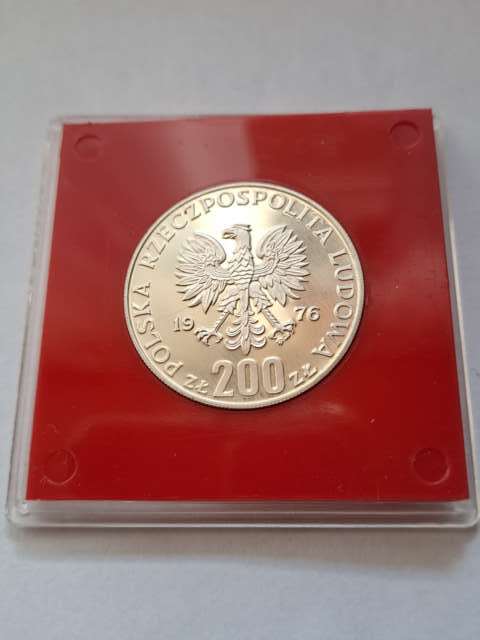 POLSKA RZECZPOSPOLITA LUDOWA
19 76
ZŁ 200 ZŁ